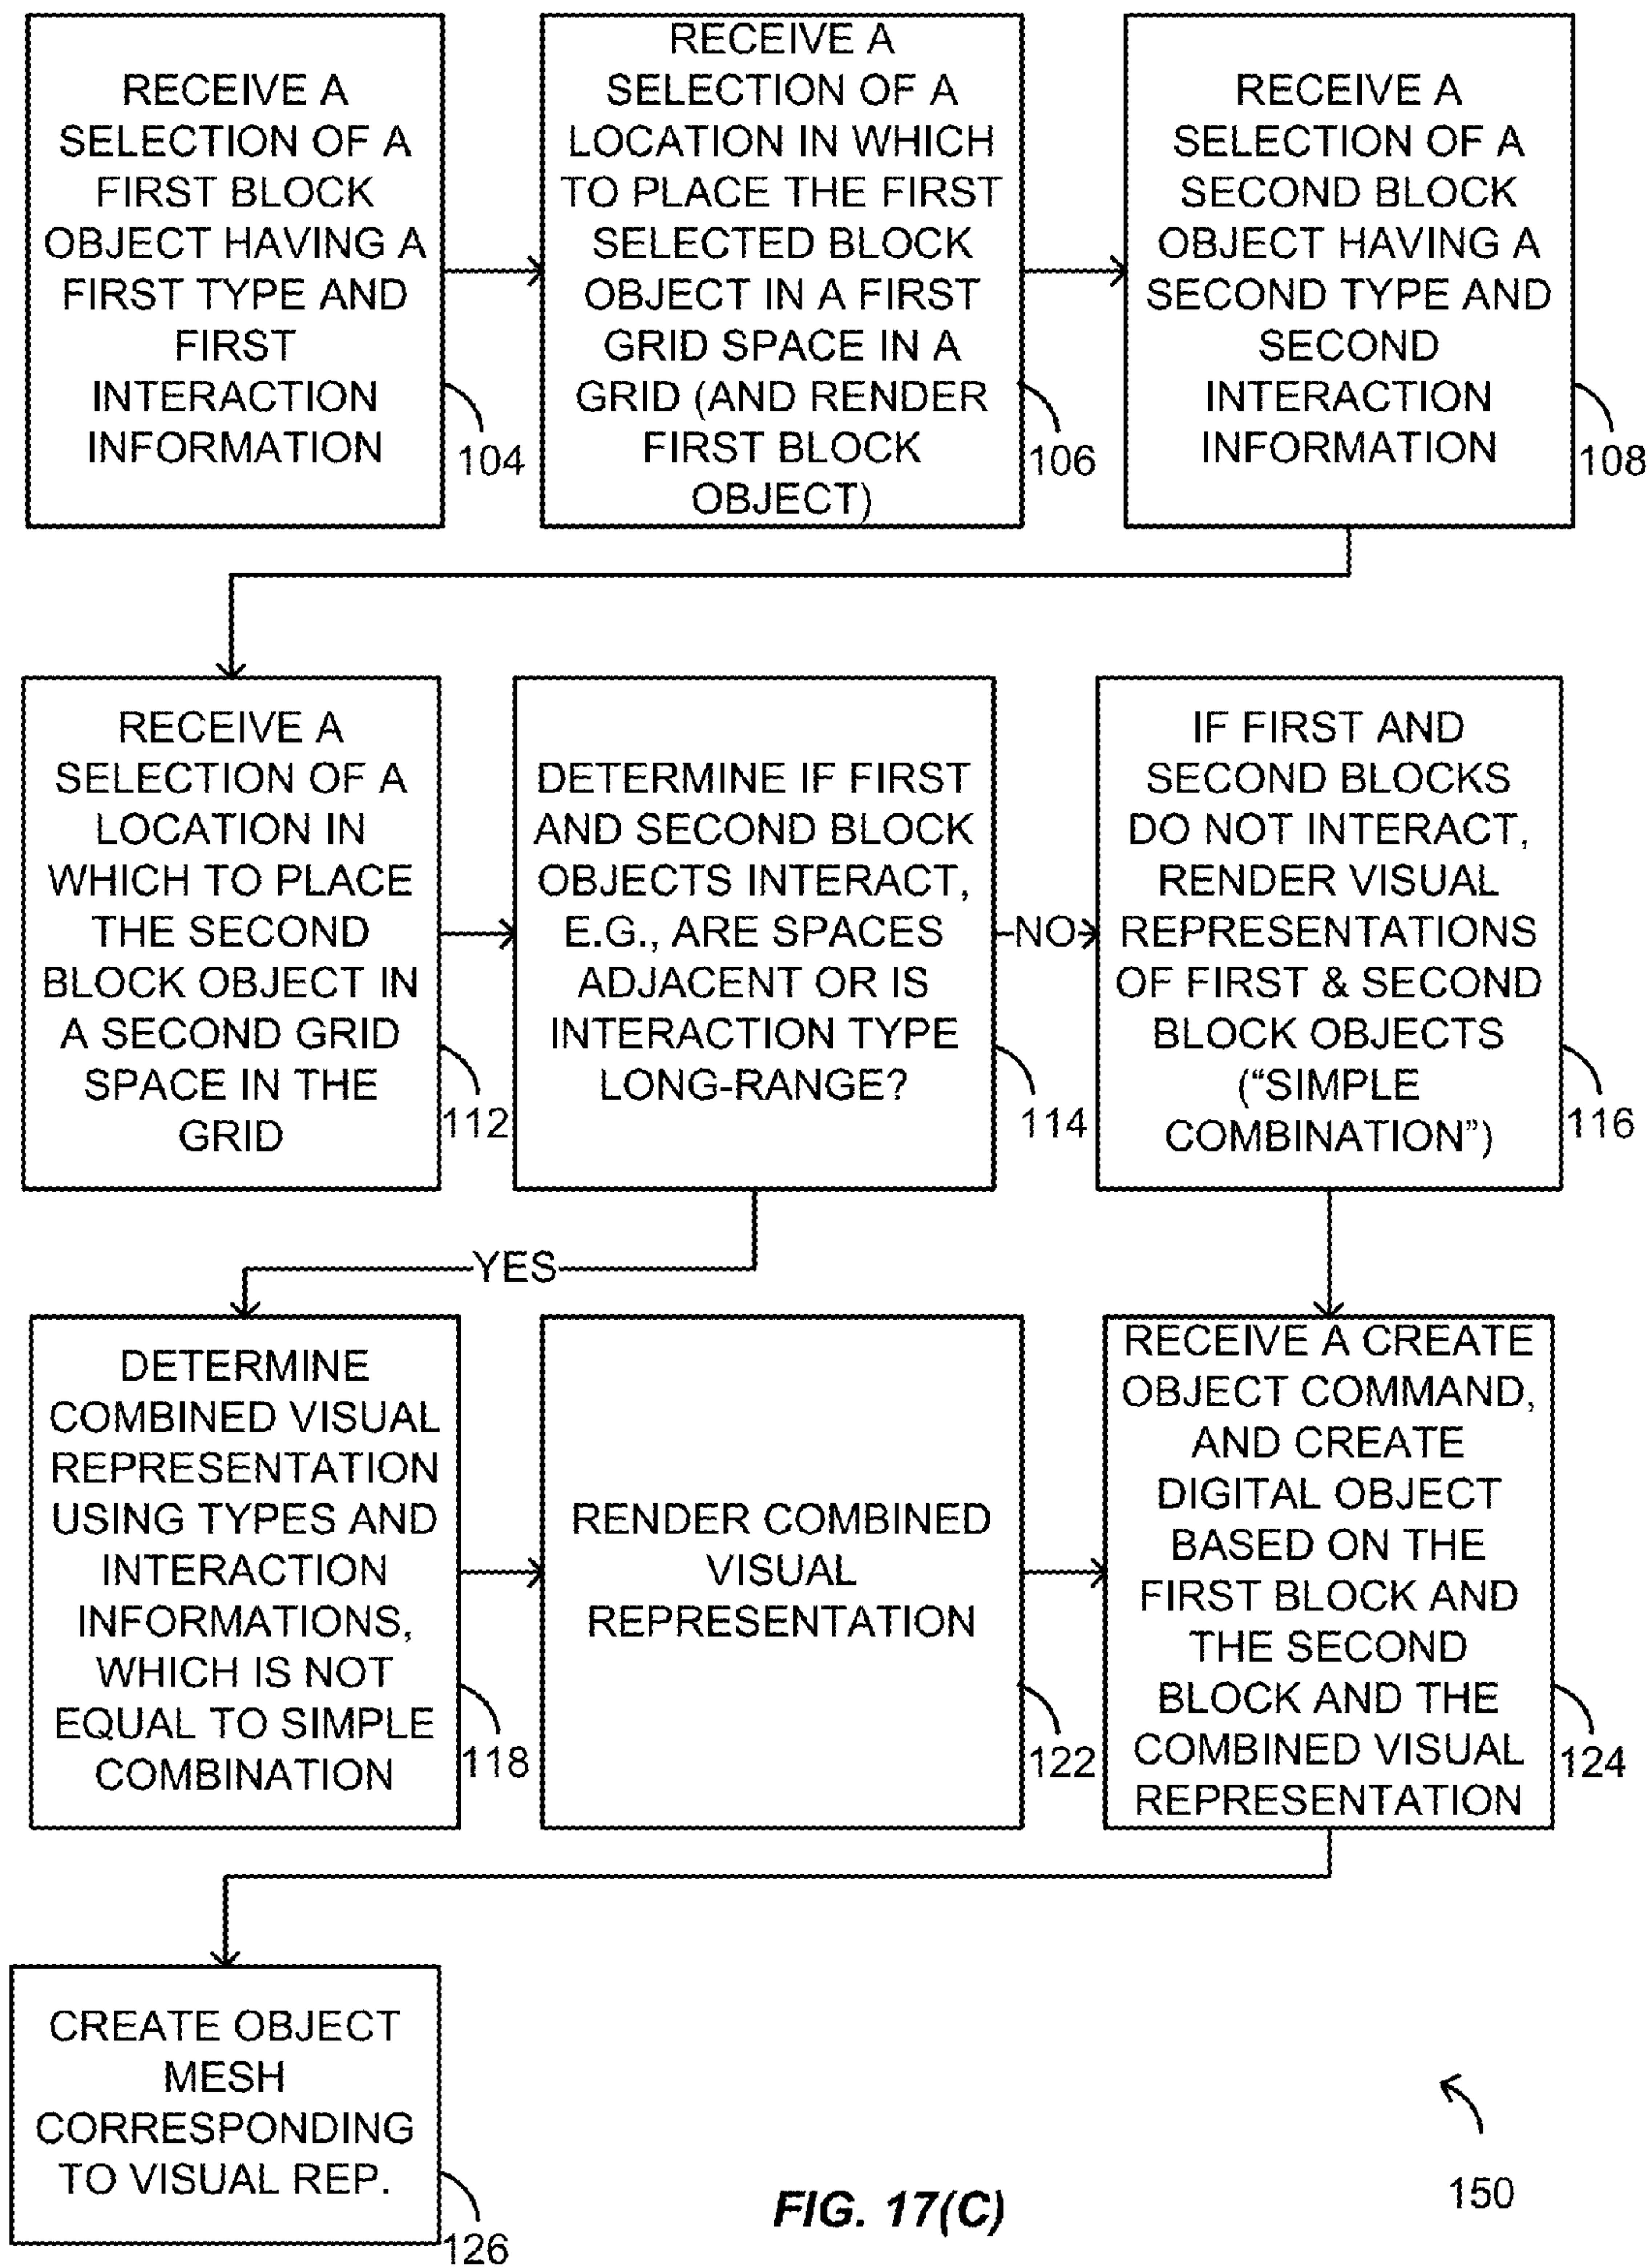 RECEIVE A
SELECTION OF A
FIRST BLOCK
OBJECT HAVING A
FIRST TYPE AND
FIRST
INTERACTION
INFORMATION
104
RECEIVE A
SELECTION OF A
LOCATION IN WHICH
TO PLACE THE FIRST
SELECTED BLOCK
OBJECT IN A FIRST
GRID SPACE IN A
GRID (AND RENDER
FIRST BLOCK
OBJECT)
106
RECEIVE A
SELECTION OF A
SECOND BLOCK
OBJECT HAVING A
SECOND TYPE AND
SECOND
INTERACTION
INFORMATION
108
RECEIVE A
SELECTION OF A
LOCATION IN
WHICH TO PLACE
THE SECOND
BLOCK OBJECT IN
A SECOND GRID
SPACE IN THE
GRID
112
DETERMINE IF FIRST
AND SECOND BLOCK
OBJECTS INTERACT,
E.G., ARE SPACES
ADJACENT OR IS
INTERACTION TYPE
LONG-RANGE?
114
NO
IF FIRST AND
SECOND BLOCKS
DO NOT INTERACT,
RENDER VISUAL
REPRESENTATIONS
OF FIRST & SECOND
BLOCK OBJECTS
(“SIMPLE
COMBINATION”)
116
YES
DETERMINE
COMBINED VISUAL
REPRESENTATION
USING TYPES AND
INTERACTION
INFORMATIONS,
WHICH IS NOT
EQUAL TO SIMPLE
COMBINATION
118
RENDER COMBINED
VISUAL
REPRESENTATION
122
RECEIVE A CREATE
OBJECT COMMAND,
AND CREATE
DIGITAL OBJECT
BASED ON THE
FIRST BLOCK AND
THE SECOND
BLOCK AND THE
COMBINED VISUAL
REPRESENTATION
124
CREATE OBJECT
MESH
CORRESPONDING
TO VISUAL REP.
126
FIG. 17(C)
150